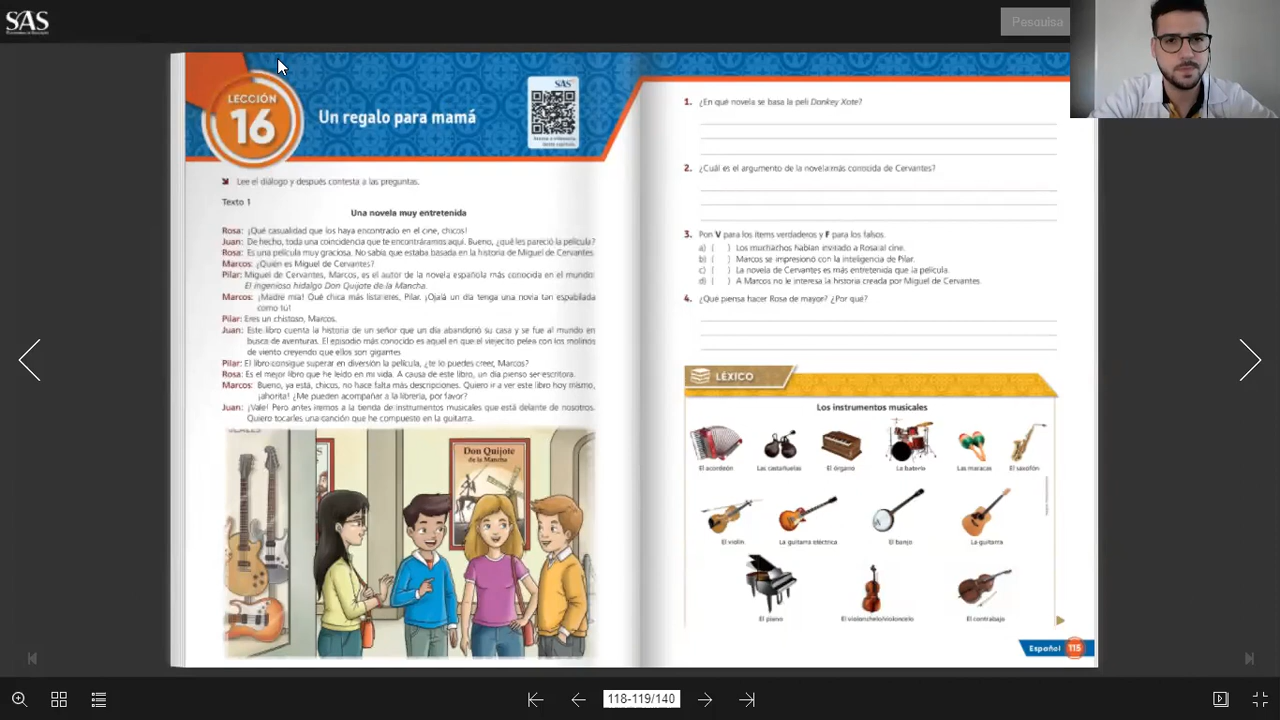 SAS
Pesquisa
LECCIÓN
16
Un regalo para mamá
SAS
Lee el diálogo y después contesta a las preguntas.
Texto 1
Una novela muy entretenida
Rosa: ¡Qué casualidad que los haya encontrado en el cine, chicos!
Juan: De hecho, toda una coincidencia que te encontráramos aquí. Bueno, ¿qué les pareció la película?
Rosa: Es una película muy graciosa. No sabía que estaba basada en la historia de Miguel de Cervantes.
Marcos: ¿Quién es Miguel de Cervantes?
Pilar: Miguel de Cervantes, Marcos, es el autor de la novela española más conocida en el mundo:
El ingenioso hidalgo Don Quijote de la Mancha.
Marcos: ¡Madre mía! Qué chica más lista eres, Pilar. ¡Ojalá un día tenga una novia tan espabilada
como tú!
Pilar: Eres un chistoso, Marcos.
Juan: Este libro cuenta la historia de un señor que un día abandonó su casa y se fue al mundo en
busca de aventuras. El episodio más conocido es aquel en que el viejecito pelea con los molinos
de viento creyendo que ellos son gigantes.
Pilar: El libro consigue superar en diversión la película, ¿te lo puedes creer, Marcos?
Rosa: Es el mejor libro que he leído en mi vida. A causa de este libro, un día pienso ser escritora.
Marcos: Bueno, ya está, chicos, no hace falta más descripciones. Quiero ir a ver este libro hoy mismo,
¡ahorita! ¿Me pueden acompañar a la librería, por favor?
Juan: ¡Vale! Pero antes iremos a la tienda de instrumentos musicales que está delante de nosotros.
Quiero tocarles una canción que he compuesto en la guitarra.
Don Quijote
de la Mancha
1. ¿En qué novela se basa la peli Donkey Xote?
2. ¿Cuál es el argumento de la novela más conocida de Cervantes?
3. Pon V para los ítems verdaderos y F para los falsos.
a) ( ) Los muchachos habían invitado a Rosa al cine.
b) ( ) Marcos se impresionó con la inteligencia de Pilar.
c) ( ) La novela de Cervantes es más entretenida que la película.
d) ( ) A Marcos no le interesa la historia creada por Miguel de Cervantes.
4. ¿Qué piensa hacer Rosa de mayor? ¿Por qué?
LÉXICO
Los instrumentos musicales
El acordeón Las castañuelas El órgano La batería Las maracas El saxofón
El violín La guitarra eléctrica El banjo La guitarra
El piano El violonchelo/violoncelo El contrabajo
Español 115
118-119/140